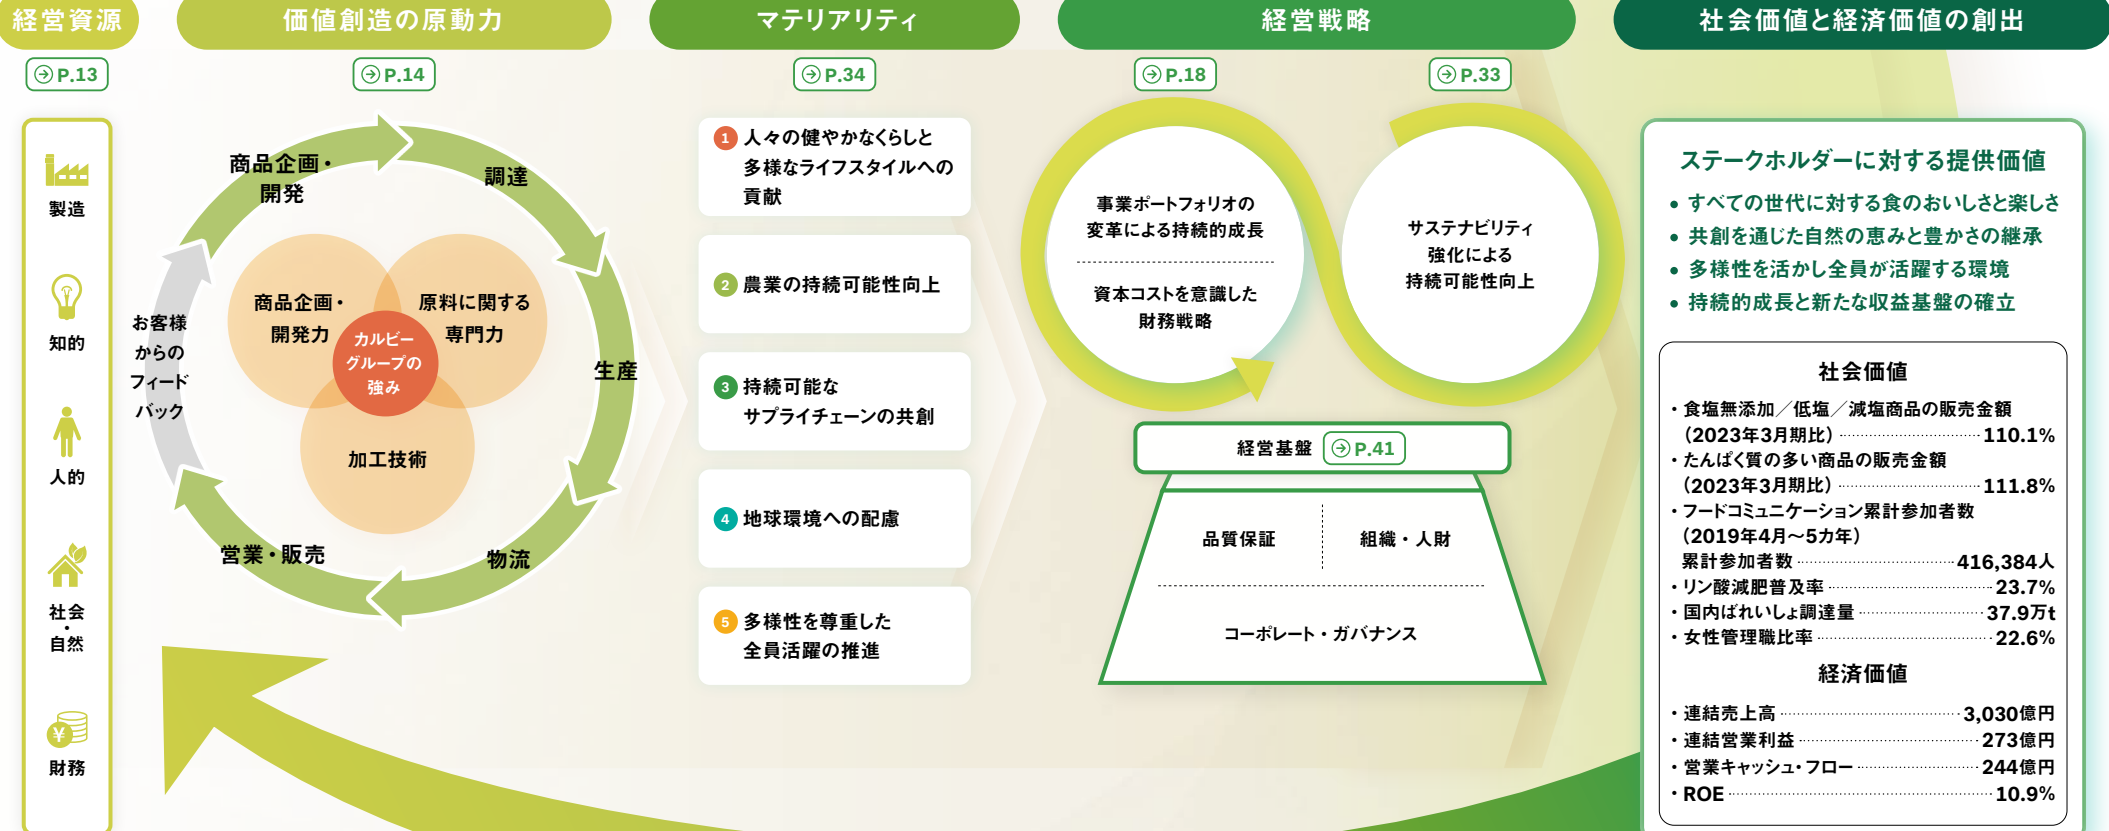 経営資源
価値創造の原動力
マテリアリティ
経営戦略
社会価値と経済価値の創出
P.13
P.14
P.34
P.18
P.33
製造
知的
人的
社会
・
自然
¥
財務
商品企画・
開発
調達
生産
物流
営業・販売
お客様
からの
フィード
バック
商品企画・
開発力
原料に関する
専門力
カルビー
グループの
強み
加工技術
1 人々の健やかなくらしと
多様なライフスタイルへの
貢献
2 農業の持続可能性向上
3 持続可能な
サプライチェーンの共創
4 地球環境への配慮
5 多様性を尊重した
全員活躍の推進
事業ポートフォリオの
変革による持続的成長
資本コストを意識した
財務戦略
サステナビリティ
強化による
持続可能性向上
経営基盤 P.41
品質保証
組織・人財
コーポレート・ガバナンス
ステークホルダーに対する提供価値
● すべての世代に対する食のおいしさと楽しさ
● 共創を通じた自然の恵みと豊かさの継承
● 多様性を活かし全員が活躍する環境
● 持続的成長と新たな収益基盤の確立
社会価値
・食塩無添加／低塩／減塩商品の販売金額
（2023年3月期比） 110.1%
・たんぱく質の多い商品の販売金額
（2023年3月期比） 111.8%
・フードコミュニケーション累計参加者数
（2019年4月〜5カ年）
累計参加者数 416,384人
・リン酸減肥普及率 23.7%
・国内ばれいしょ調達量 37.9万t
・女性管理職比率 22.6%
経済価値
・連結売上高 3,030億円
・連結営業利益 273億円
・営業キャッシュ・フロー 244億円
・ROE 10.9%